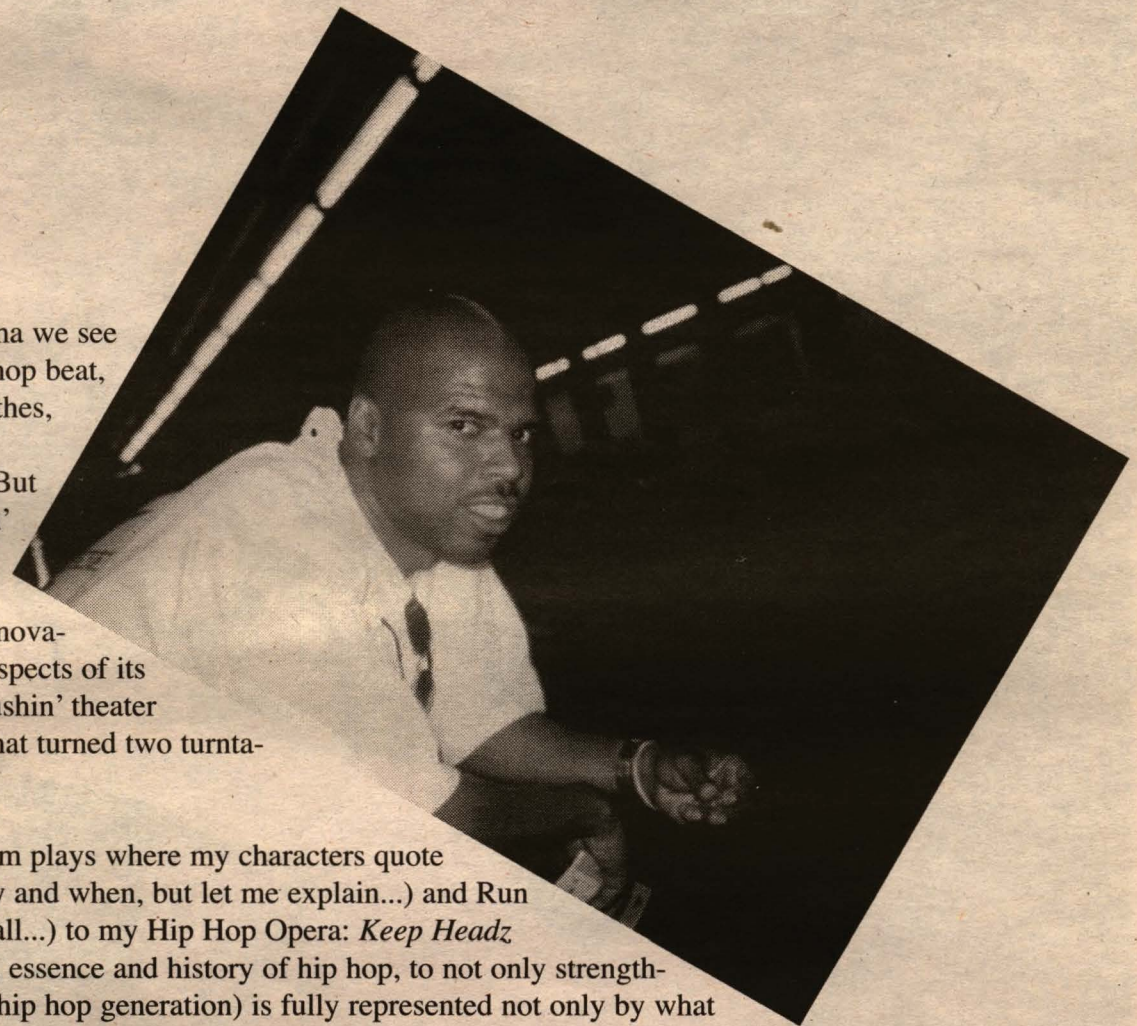 na we see
hop beat,
thes,
But
nova-
spects of its
shin' theater
hat turned two turnta-
m plays where my characters quote
y and when, but let me explain...) and Run
all...) to my Hip Hop Opera: Keep Headz
essence and history of hip hop, to not only strength-
hip hop generation) is fully represented not only by what